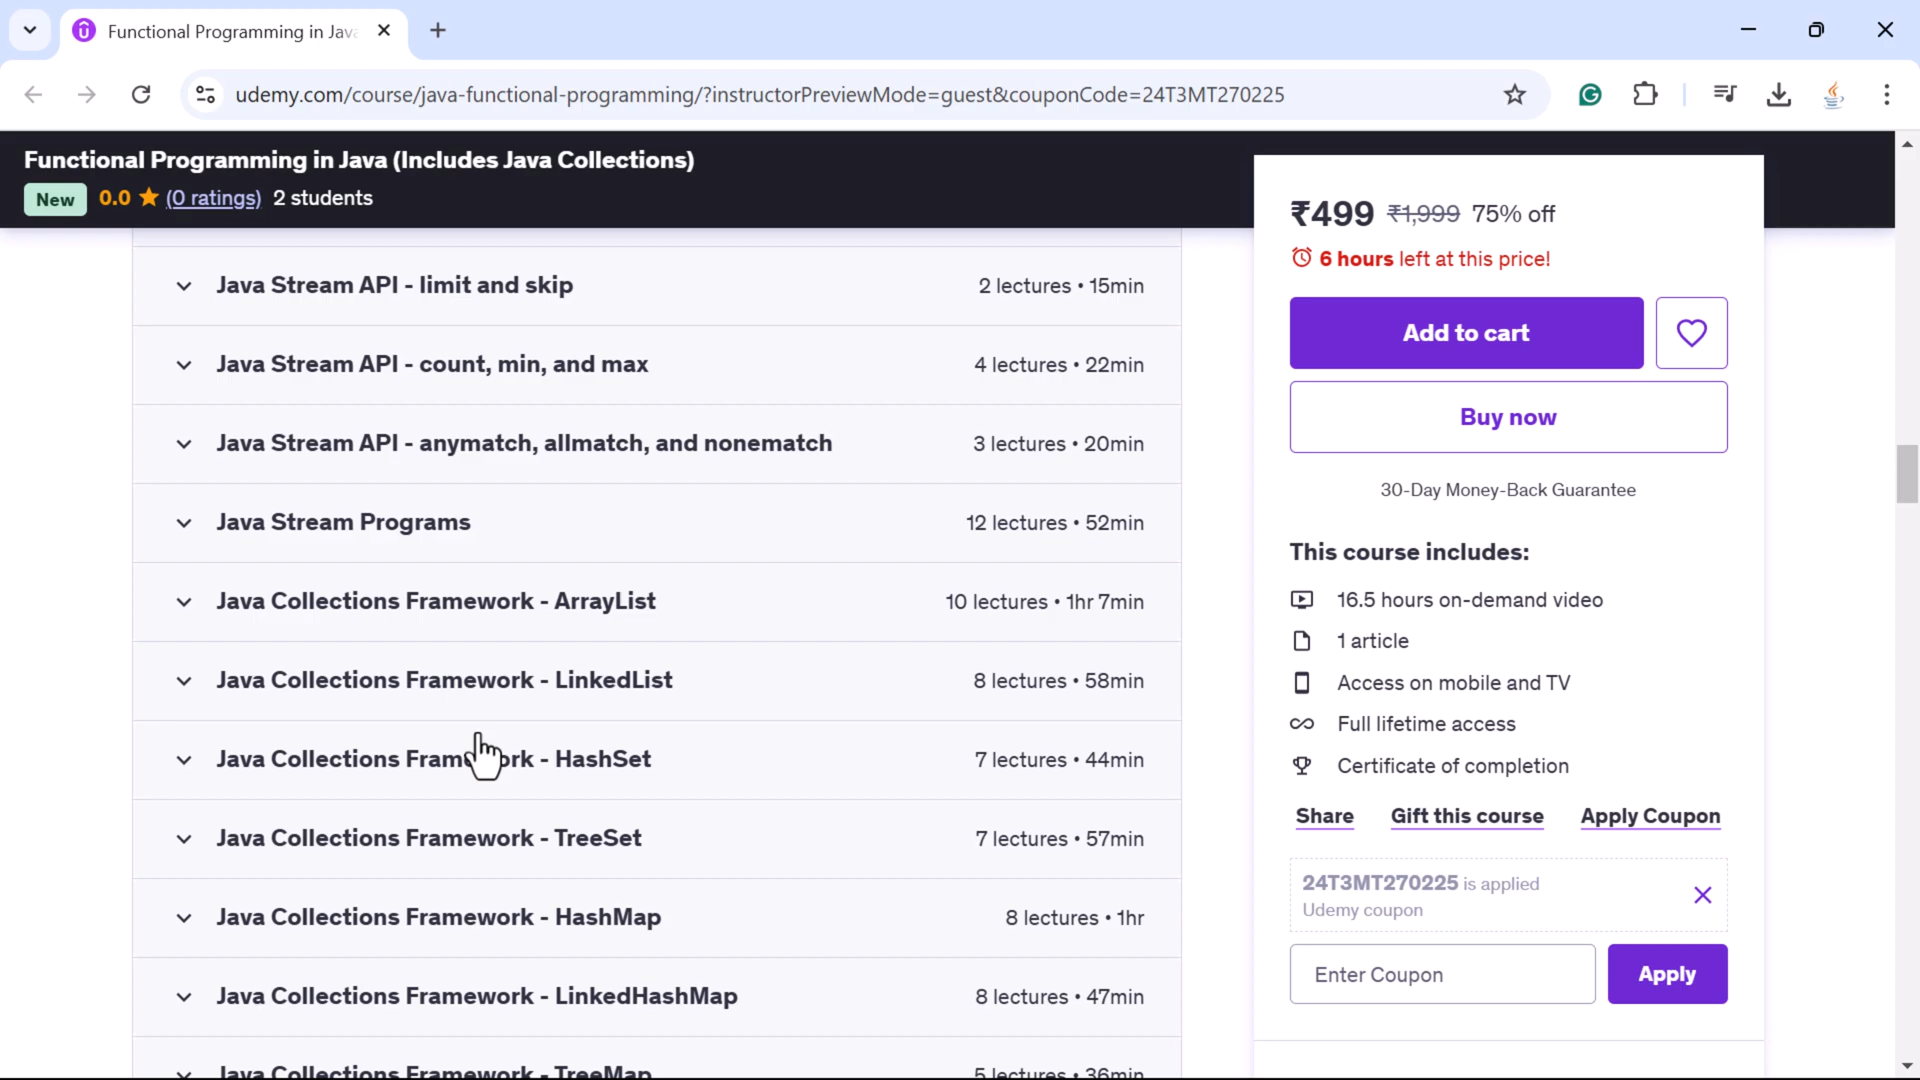 Functional Programming in Jav
udemy.com/course/java-functional-programming/?instructorPreviewMode=guest&couponCode=24T3MT270225
Functional Programming in Java (Includes Java Collections)
New 0.0 ★ (0 ratings) 2 students
Java Stream API - limit and skip 2 lectures • 15min
Java Stream API - count, min, and max 4 lectures • 22min
Java Stream API - anymatch, allmatch, and nonematch 3 lectures • 20min
Java Stream Programs 12 lectures • 52min
Java Collections Framework - ArrayList 10 lectures • 1hr 7min
Java Collections Framework - LinkedList 8 lectures • 58min
Java Collections Framework - HashSet 7 lectures • 44min
Java Collections Framework - TreeSet 7 lectures • 57min
Java Collections Framework - HashMap 8 lectures • 1hr
Java Collections Framework - LinkedHashMap 8 lectures • 47min
Java Collections Framework - TreeMap 5 lectures • 36min
₹499 ₹1,999 75% off
6 hours left at this price!
Add to cart
Buy now
30-Day Money-Back Guarantee
This course includes:
16.5 hours on-demand video
1 article
Access on mobile and TV
Full lifetime access
Certificate of completion
Share Gift this course Apply Coupon
24T3MT270225 is applied
Udemy coupon
Enter Coupon Apply